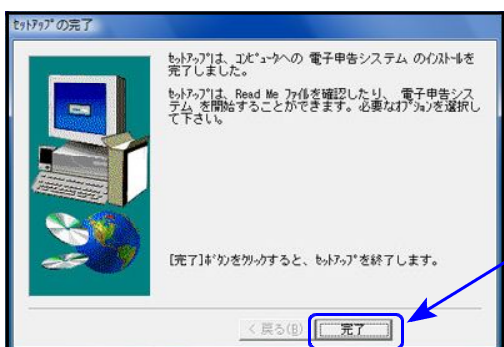 ｾｯﾄｱｯﾌﾟの完了
ｾｯﾄｱｯﾌﾟは、ｺﾝﾋﾟｭｰﾀへの 電子申告システム のｲﾝｽﾄｰﾙを
完了しました。
ｾｯﾄｱｯﾌﾟは、Read Me ﾌｧｲﾙを確認したり、 電子申告シス
テム を開始することができます。必要なｵﾌﾟｼｮﾝを選択し
て下さい。
[完了]ﾎﾞﾀﾝをｸﾘｯｸすると、ｾｯﾄｱｯﾌﾟを終了します。
< 戻る(B)
完了